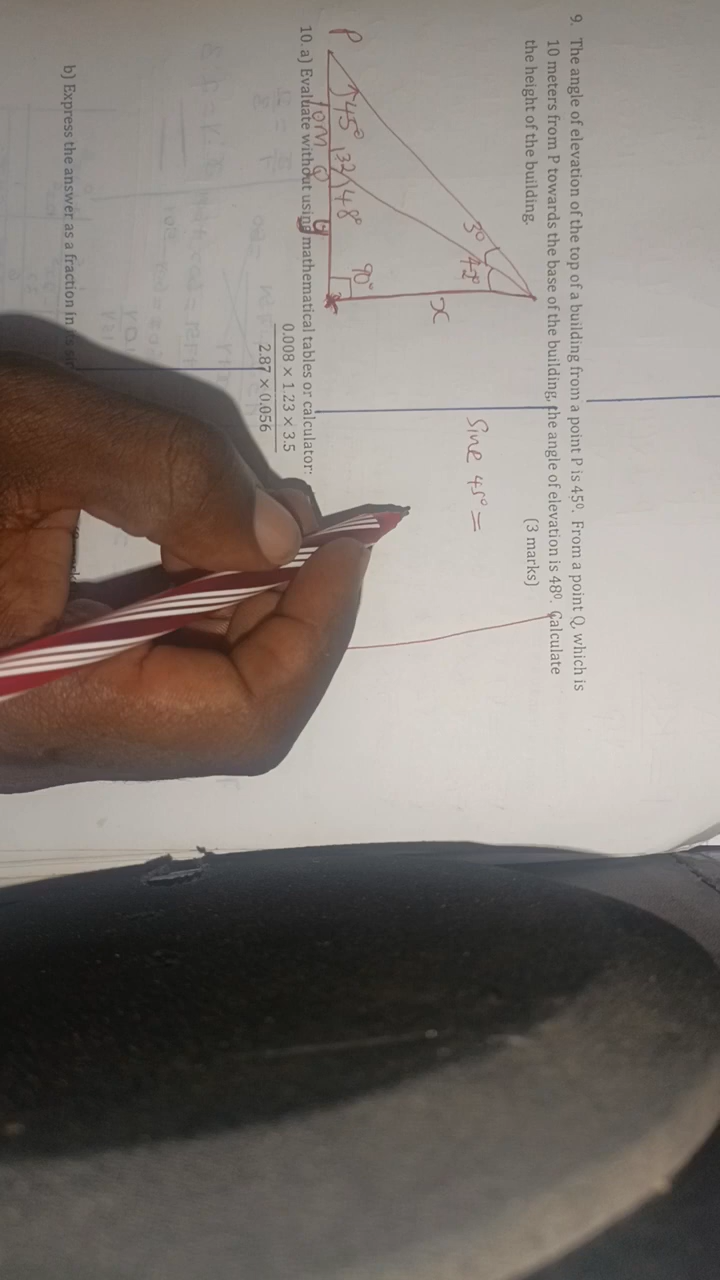 9. The angle of elevation of the top of a building from a point P is 45⁰. From a point Q, which is
10 meters from P towards the base of the building, the angle of elevation is 48⁰. Calculate
the height of the building. (3 marks)
Sine 45° =
3° 42°
x
P 45° 132 48° 90°
10M Q y
10. a) Evaluate without using mathematical tables or calculator:
0.008 × 1.23 × 3.5
2.87 × 0.056
b) Express the answer as a fraction in its